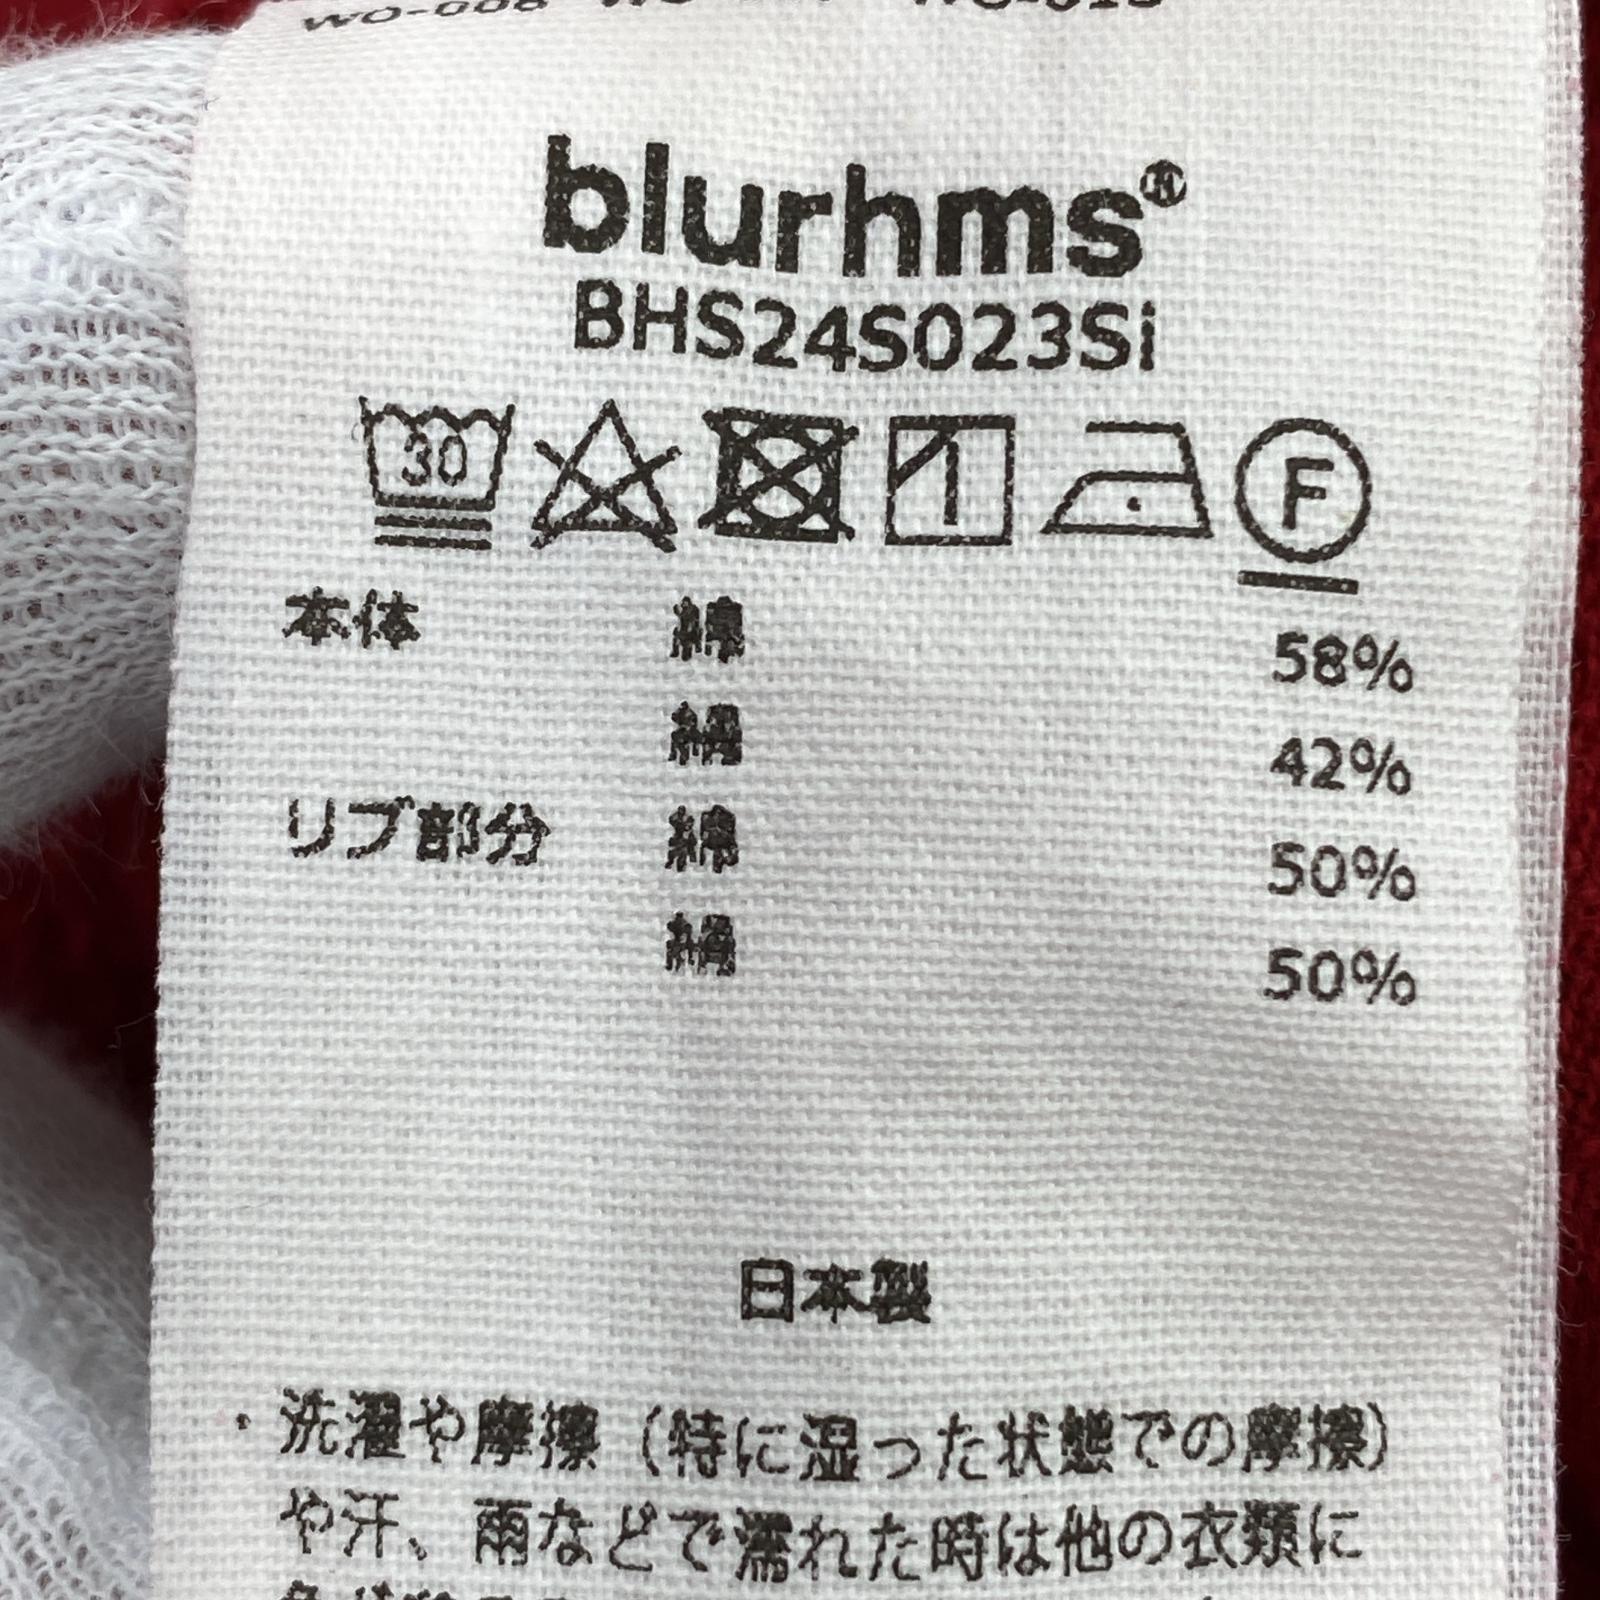 blurhms®
BHS24S023Si
30
F
本体 綿 58%
絹 42%
リブ部分 綿 50%
絹 50%
日本製
・洗濯や摩擦（特に湿った状態での摩擦）
や汗、雨などで濡れた時は他の衣類に